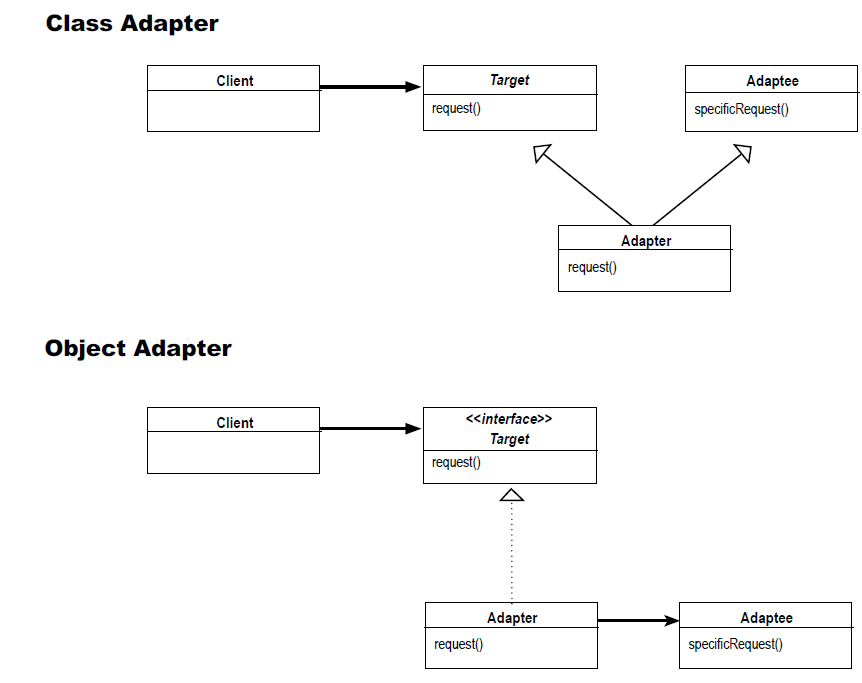 Class Adapter
Client
Target
Adaptee
request()
specificRequest()
Adapter
request()
Object Adapter
Client
<<interface>>
Target
request()
Adapter
Adaptee
request()
specificRequest()